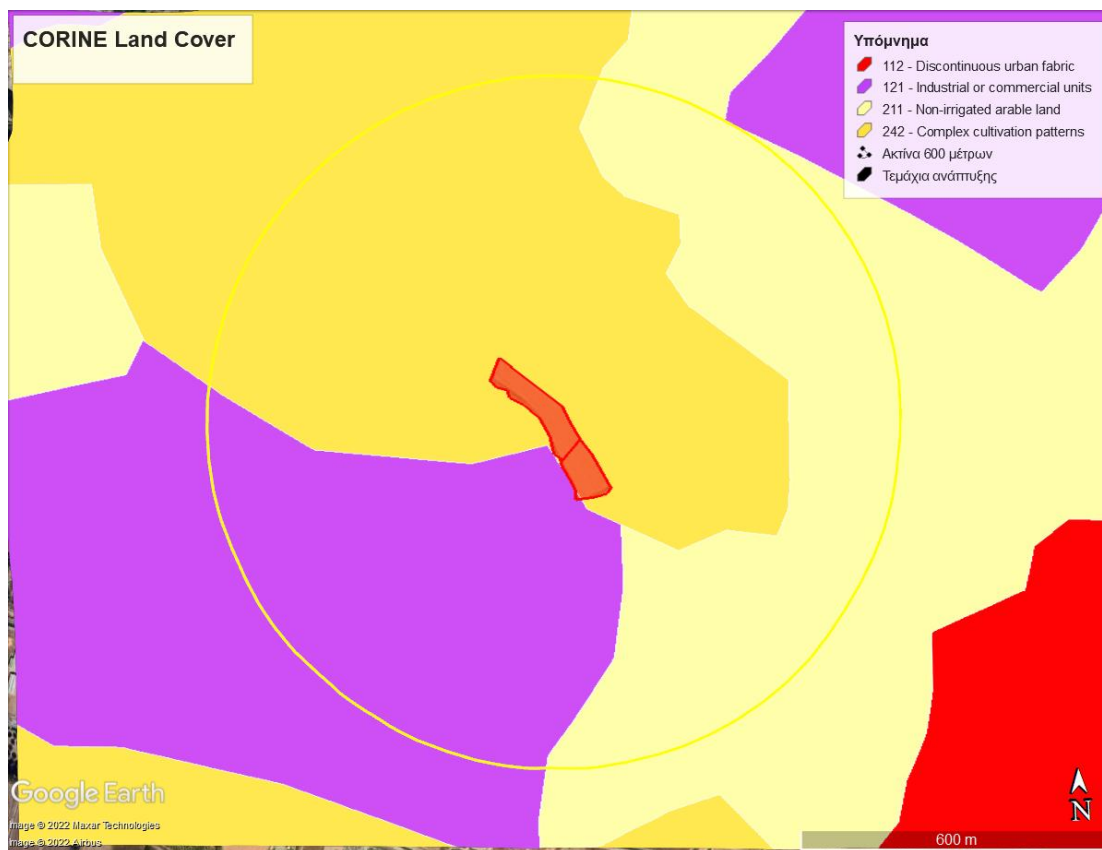 CORINE Land Cover
Υπόμνημα
112 - Discontinuous urban fabric
121 - Industrial or commercial units
211 - Non-irrigated arable land
242 - Complex cultivation patterns
Ακτίνα 600 μέτρων
Τεμάχια ανάπτυξης
Google Earth
Image © 2022 Maxar Technologies
Image © 2022 Airbus
N
600 m